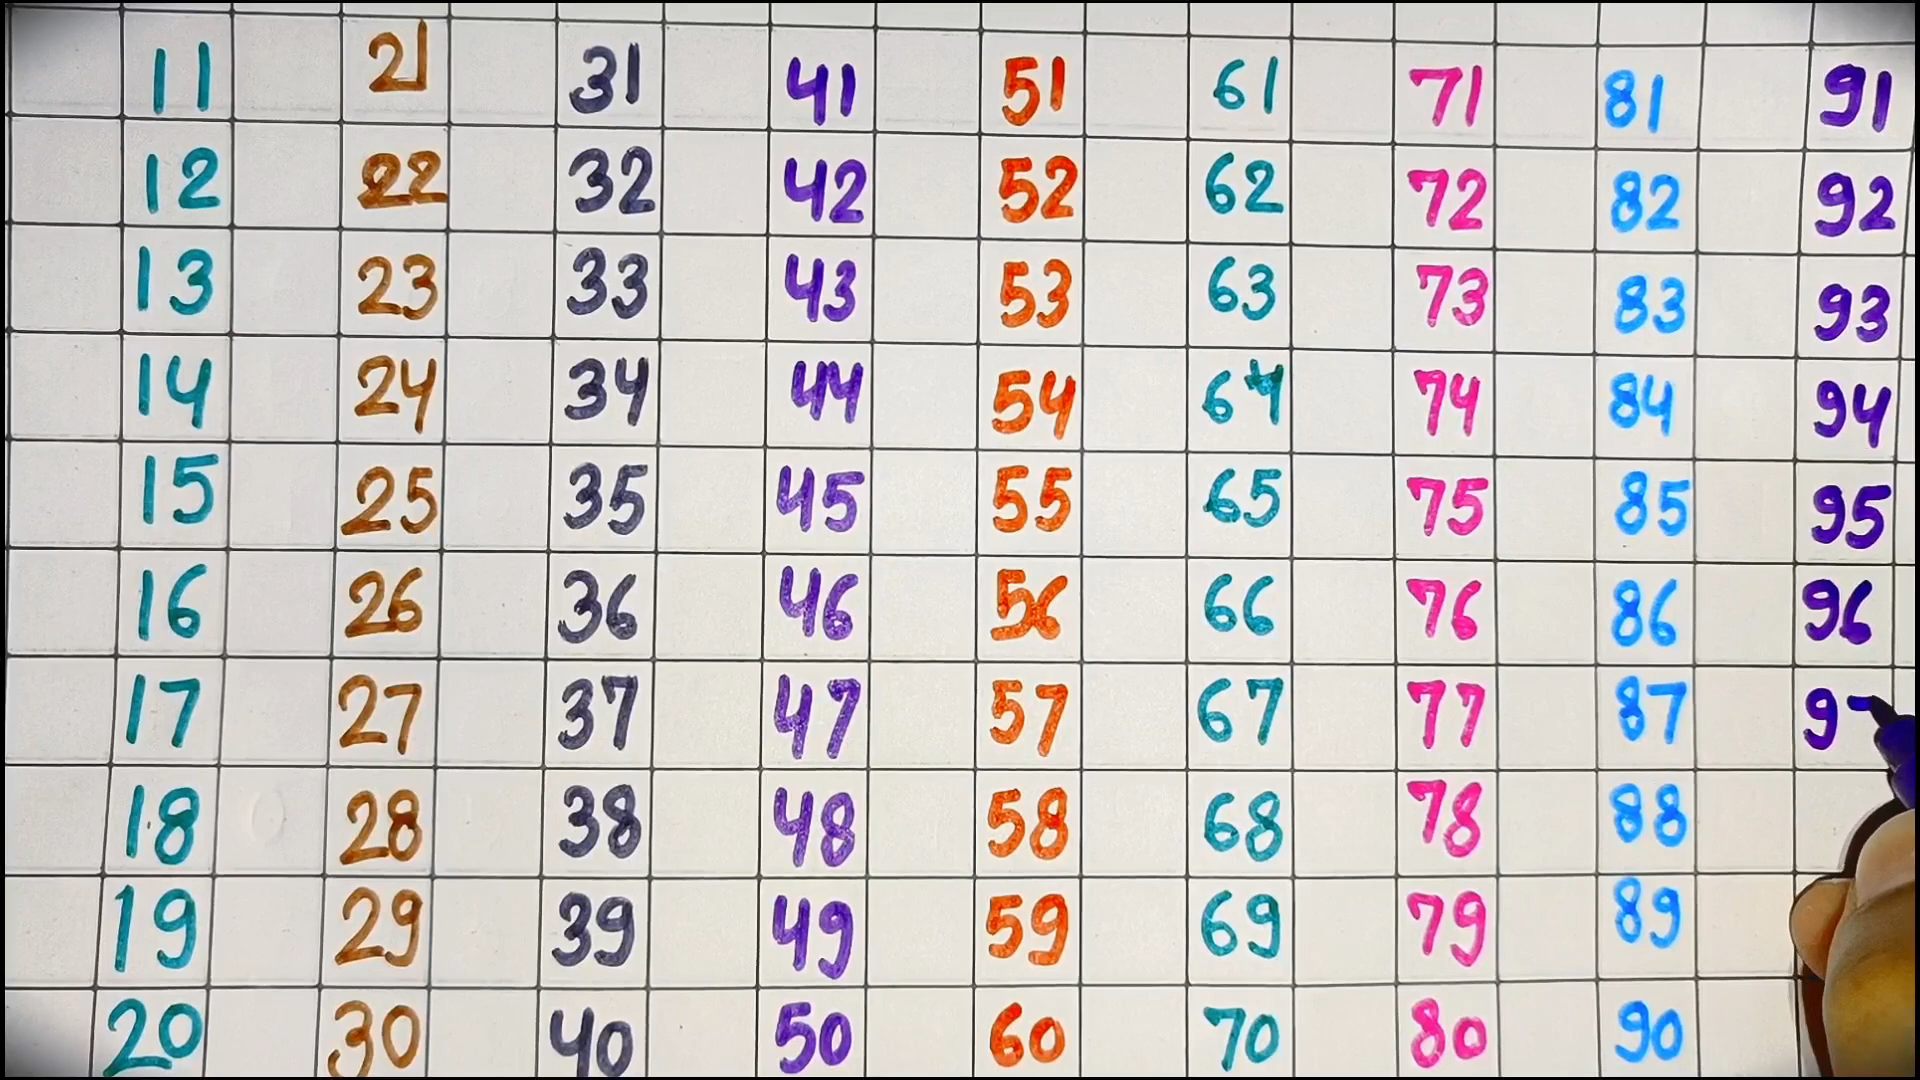 11 21 31 41 51 61 71 81 91
12 22 32 42 52 62 72 82 92
13 23 33 43 53 63 73 83 93
14 24 34 44 54 64 74 84 94
15 25 35 45 55 65 75 85 95
16 26 36 46 56 66 76 86 96
17 27 37 47 57 67 77 87 97
18 28 38 48 58 68 78 88
19 29 39 49 59 69 79 89
20 30 40 50 60 70 80 90